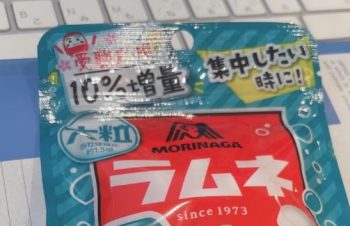 10%増量
集中したい
時に!
大粒
MORINAGA
ラムネ
since 1973